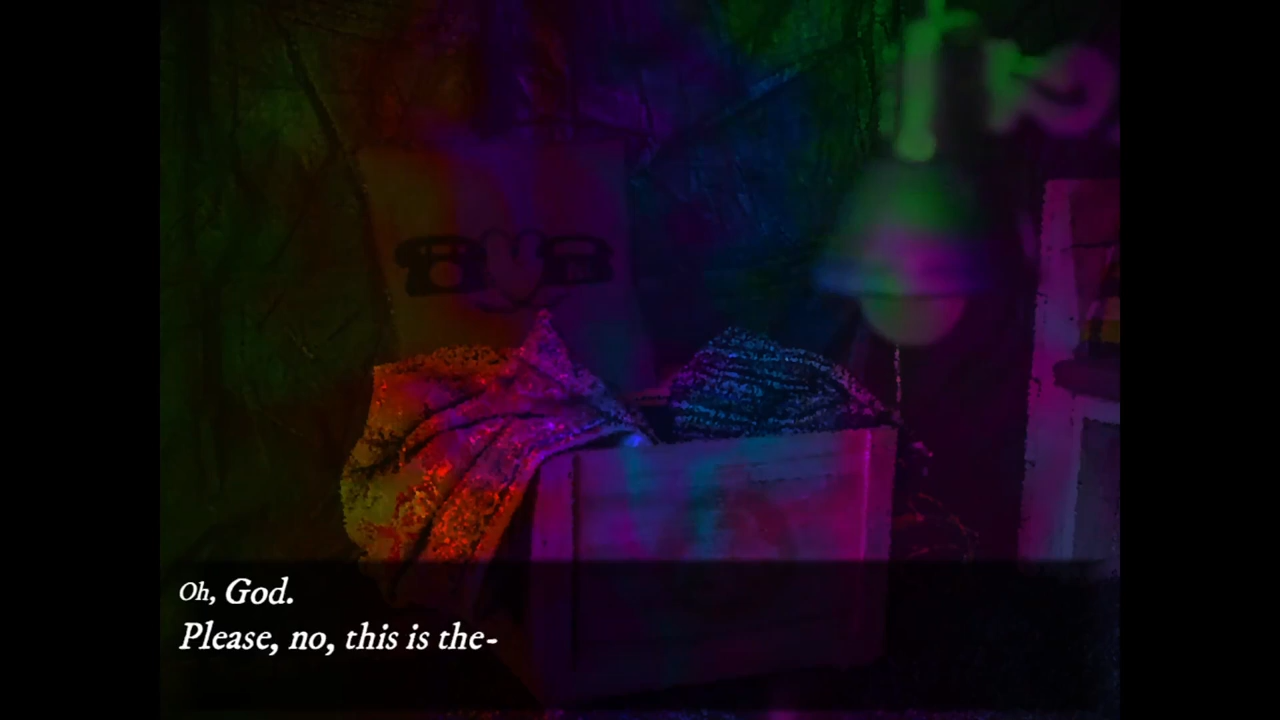 Oh, God.
Please, no, this is the-